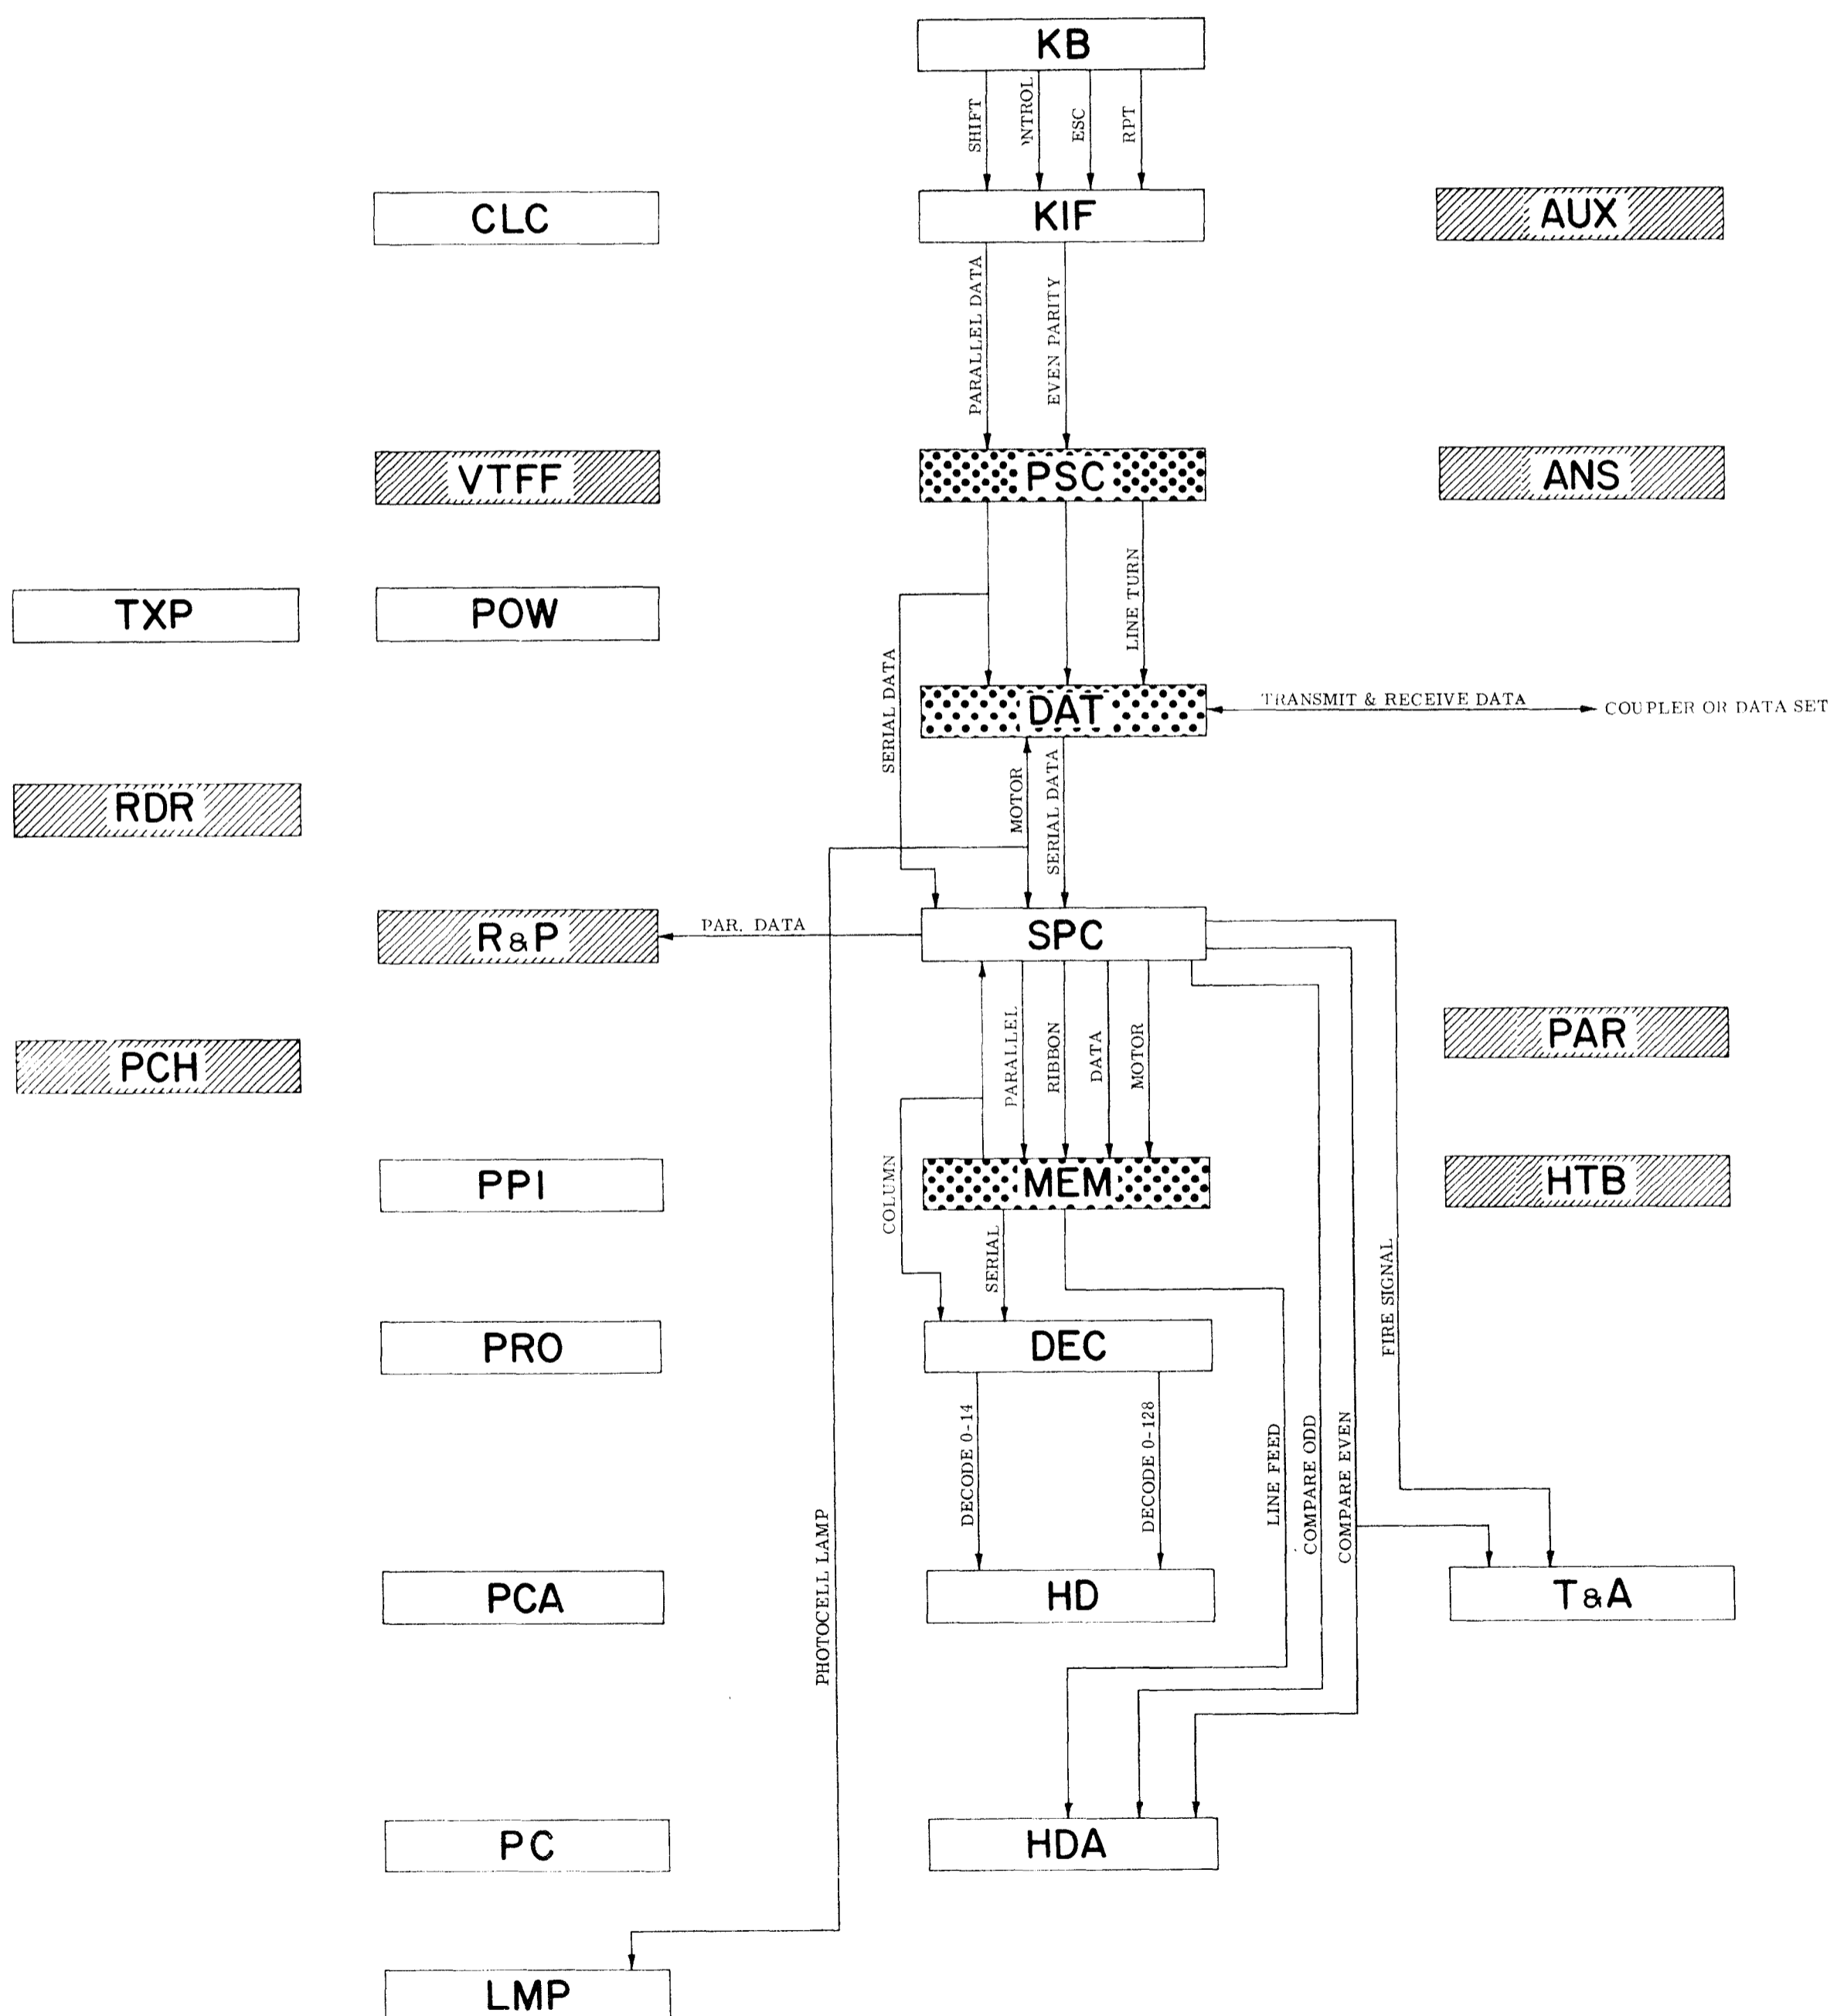 KB
SHIFT
NTROL
ESC
RPT
CLC
KIF
AUX
PARALLEL DATA
EVEN PARITY
VTFF
PSC
ANS
LINE TURN
TXP
POW
SERIAL DATA
DAT
TRANSMIT & RECEIVE DATA
COUPLER OR DATA SET
MOTOR
SERIAL DATA
RDR
R&P
PAR. DATA
SPC
PARALLEL
RIBBON
DATA
MOTOR
PAR
PCH
COLUMN
PPI
MEM
HTB
SERIAL
FIRE SIGNAL
PRO
DEC
DECODE 0-14
DECODE 0-128
LINE FEED
COMPARE ODD
COMPARE EVEN
PHOTOCELL LAMP
PCA
HD
T&A
PC
HDA
LMP